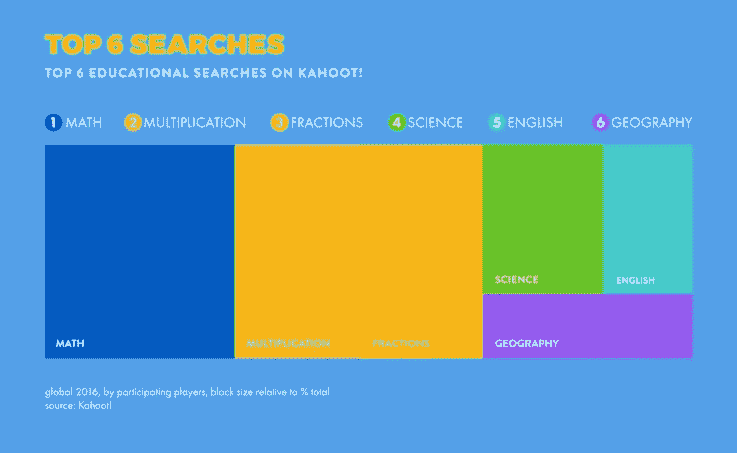 TOP 6 SEARCHES
TOP 6 EDUCATIONAL SEARCHES ON KAHOOT!
1 MATH 2 MULTIPLICATION 3 FRACTIONS 4 SCIENCE 5 ENGLISH 6 GEOGRAPHY
SCIENCE ENGLISH
MATH MULTIPLICATION FRACTIONS GEOGRAPHY
global 2016, by participating players, block size relative to % total
source: Kahoot!